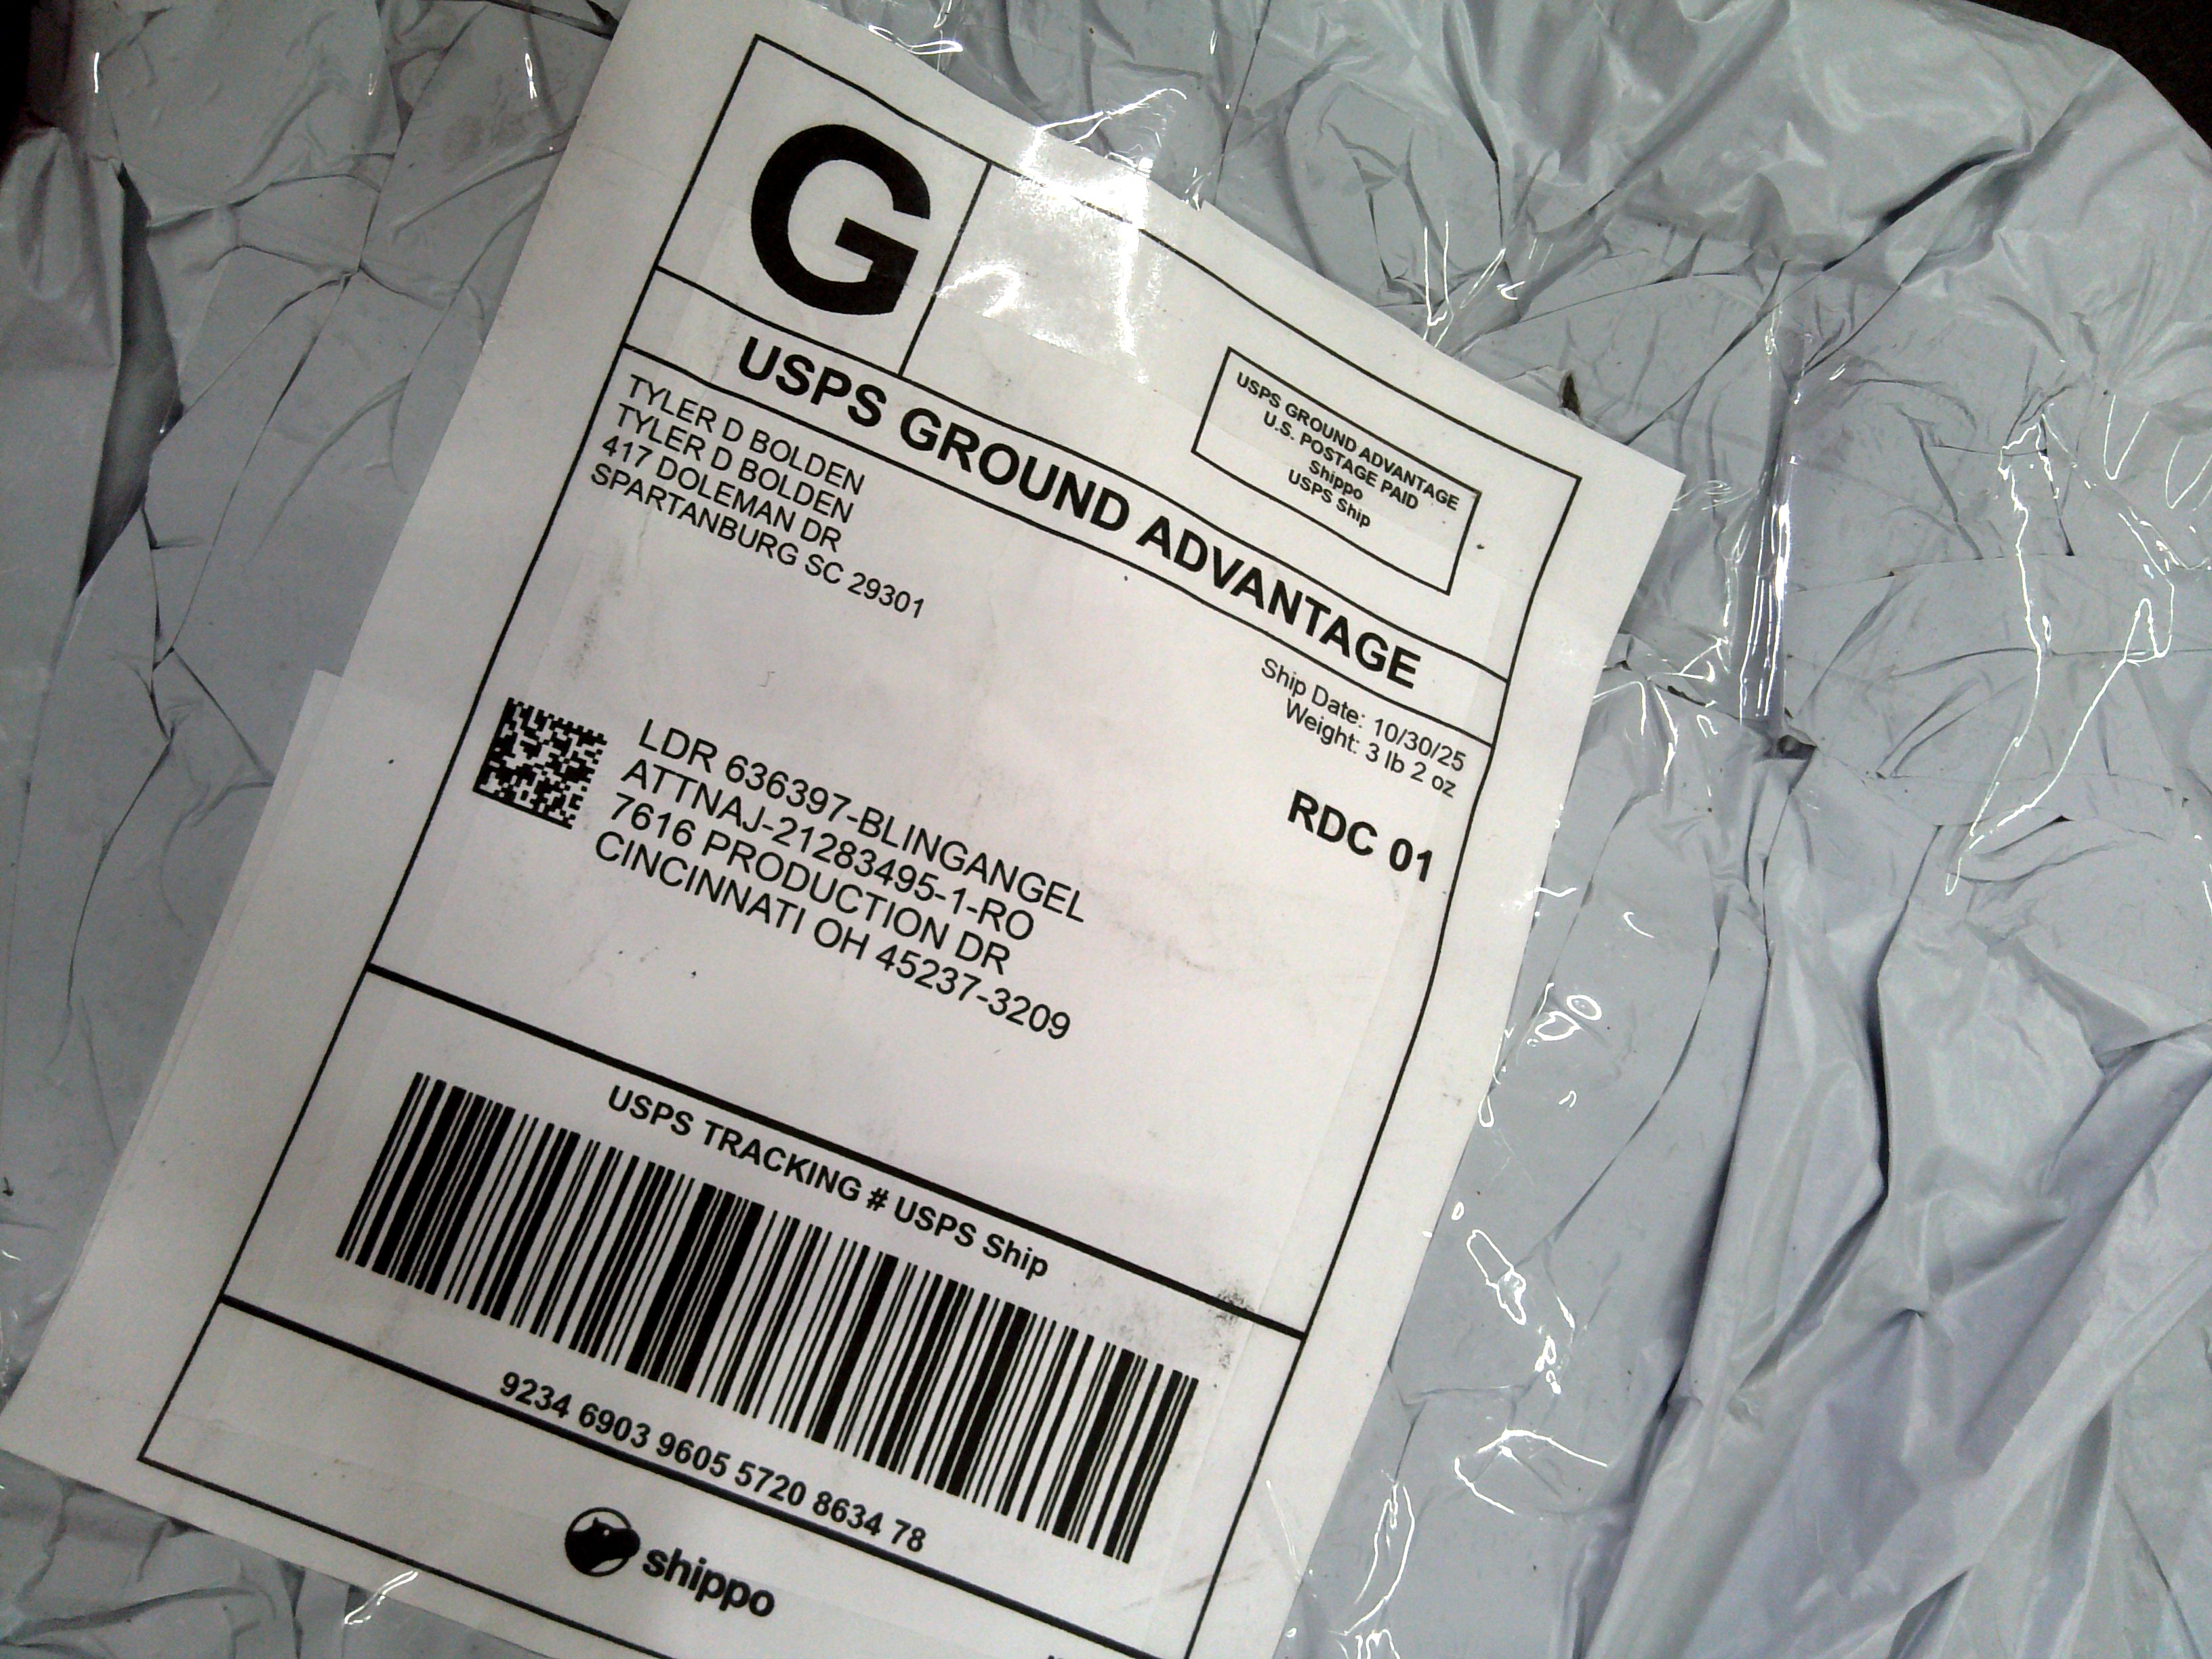 G
USPS GROUND ADVANTAGE
U.S. POSTAGE PAID
Shippo
USPS Ship
USPS GROUND ADVANTAGE
TYLER D BOLDEN
TYLER D BOLDEN
417 DOLEMAN DR
SPARTANBURG SC 29301
Ship Date: 10/30/25
Weight: 3 lb 2 oz
RDC 01
LDR 636397-BLINGANGEL
ATTNAJ-21283495-1-RO
7616 PRODUCTION DR
CINCINNATI OH 45237-3209
USPS TRACKING # USPS Ship
9234 6903 9605 5720 8634 78
shippo